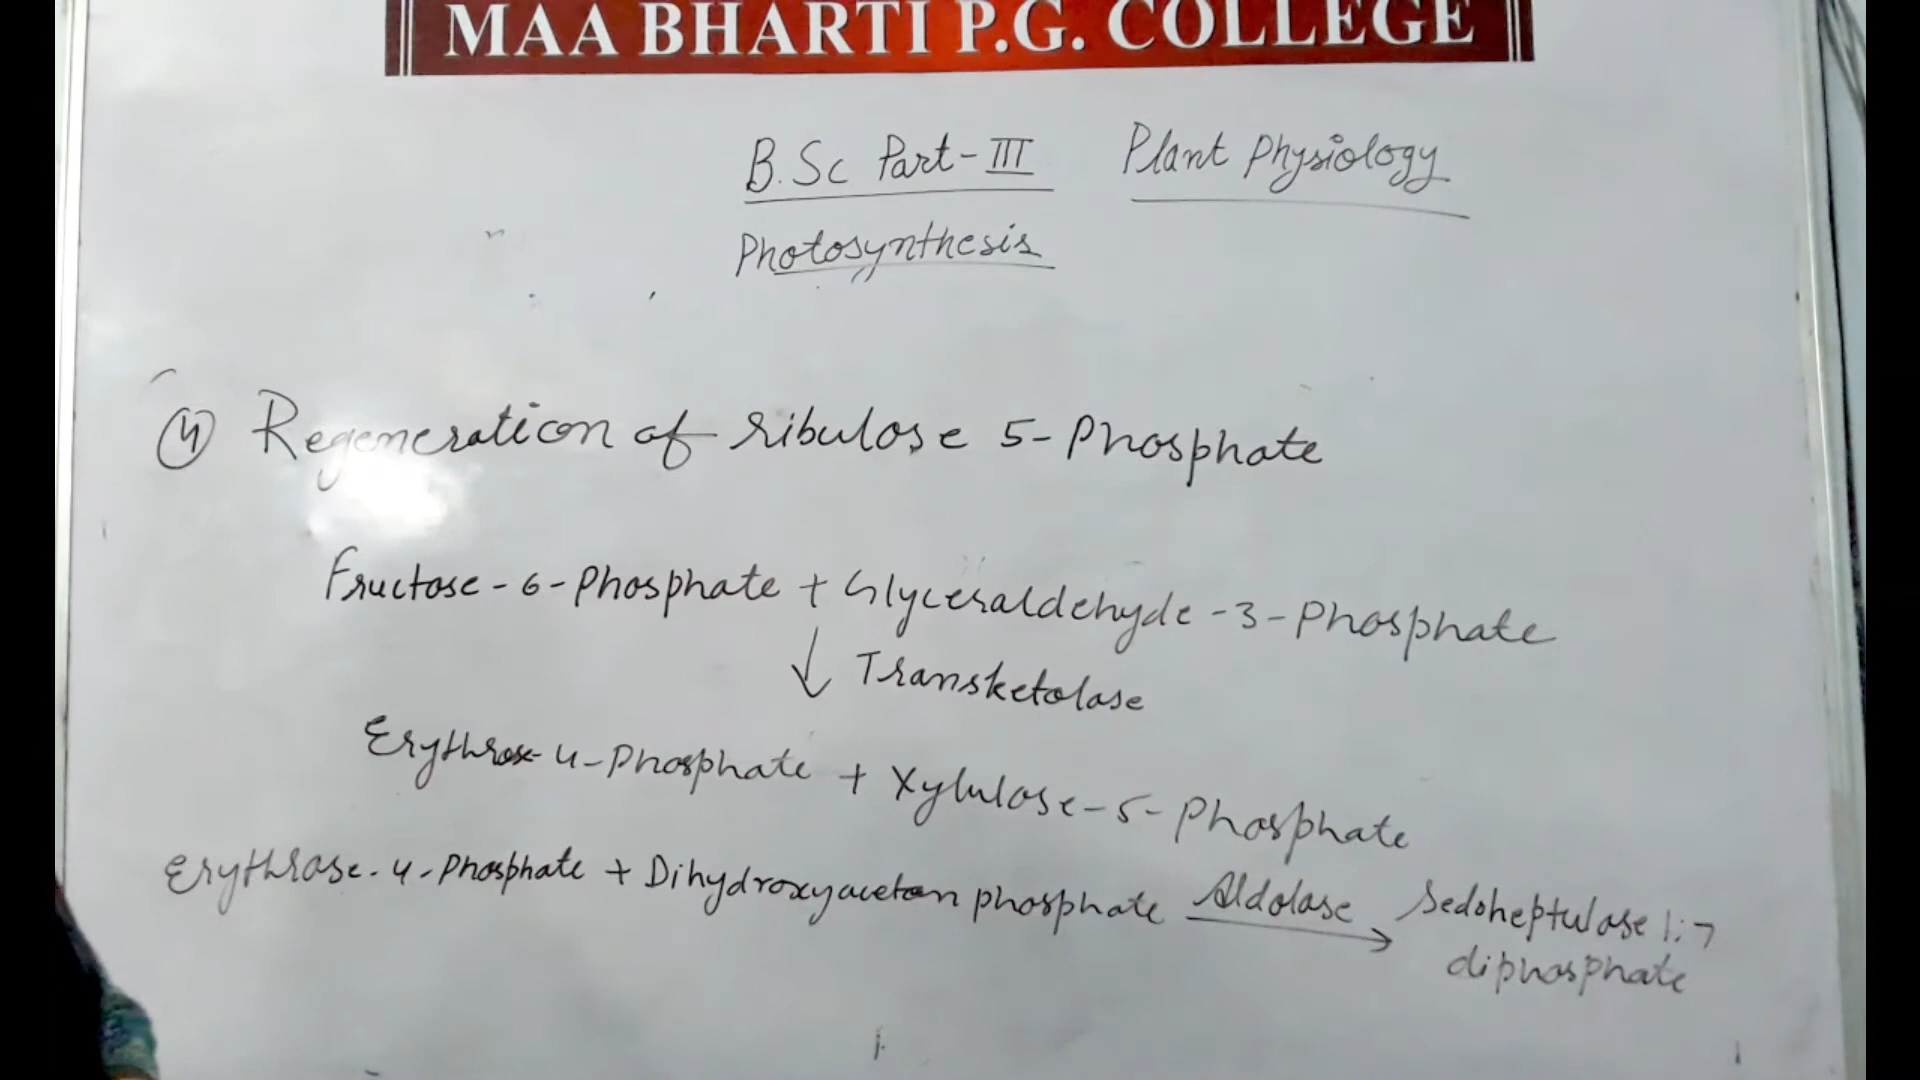 MAA BHARTI P.G. COLLEGE
B.Sc Part-III Plant Physiology
Photosynthesis
(4) Regeneration of ribulose 5-Phosphate
Fructose-6-Phosphate + Glyceraldehyde-3-Phosphate
↓ Transketolase
Erythrose-4-Phosphate + Xylulose-5-Phosphate
Erythrose-4-Phosphate + Dihydroxyaceton phosphate Aldolase → Sedoheptulose 1:7
diphosphate